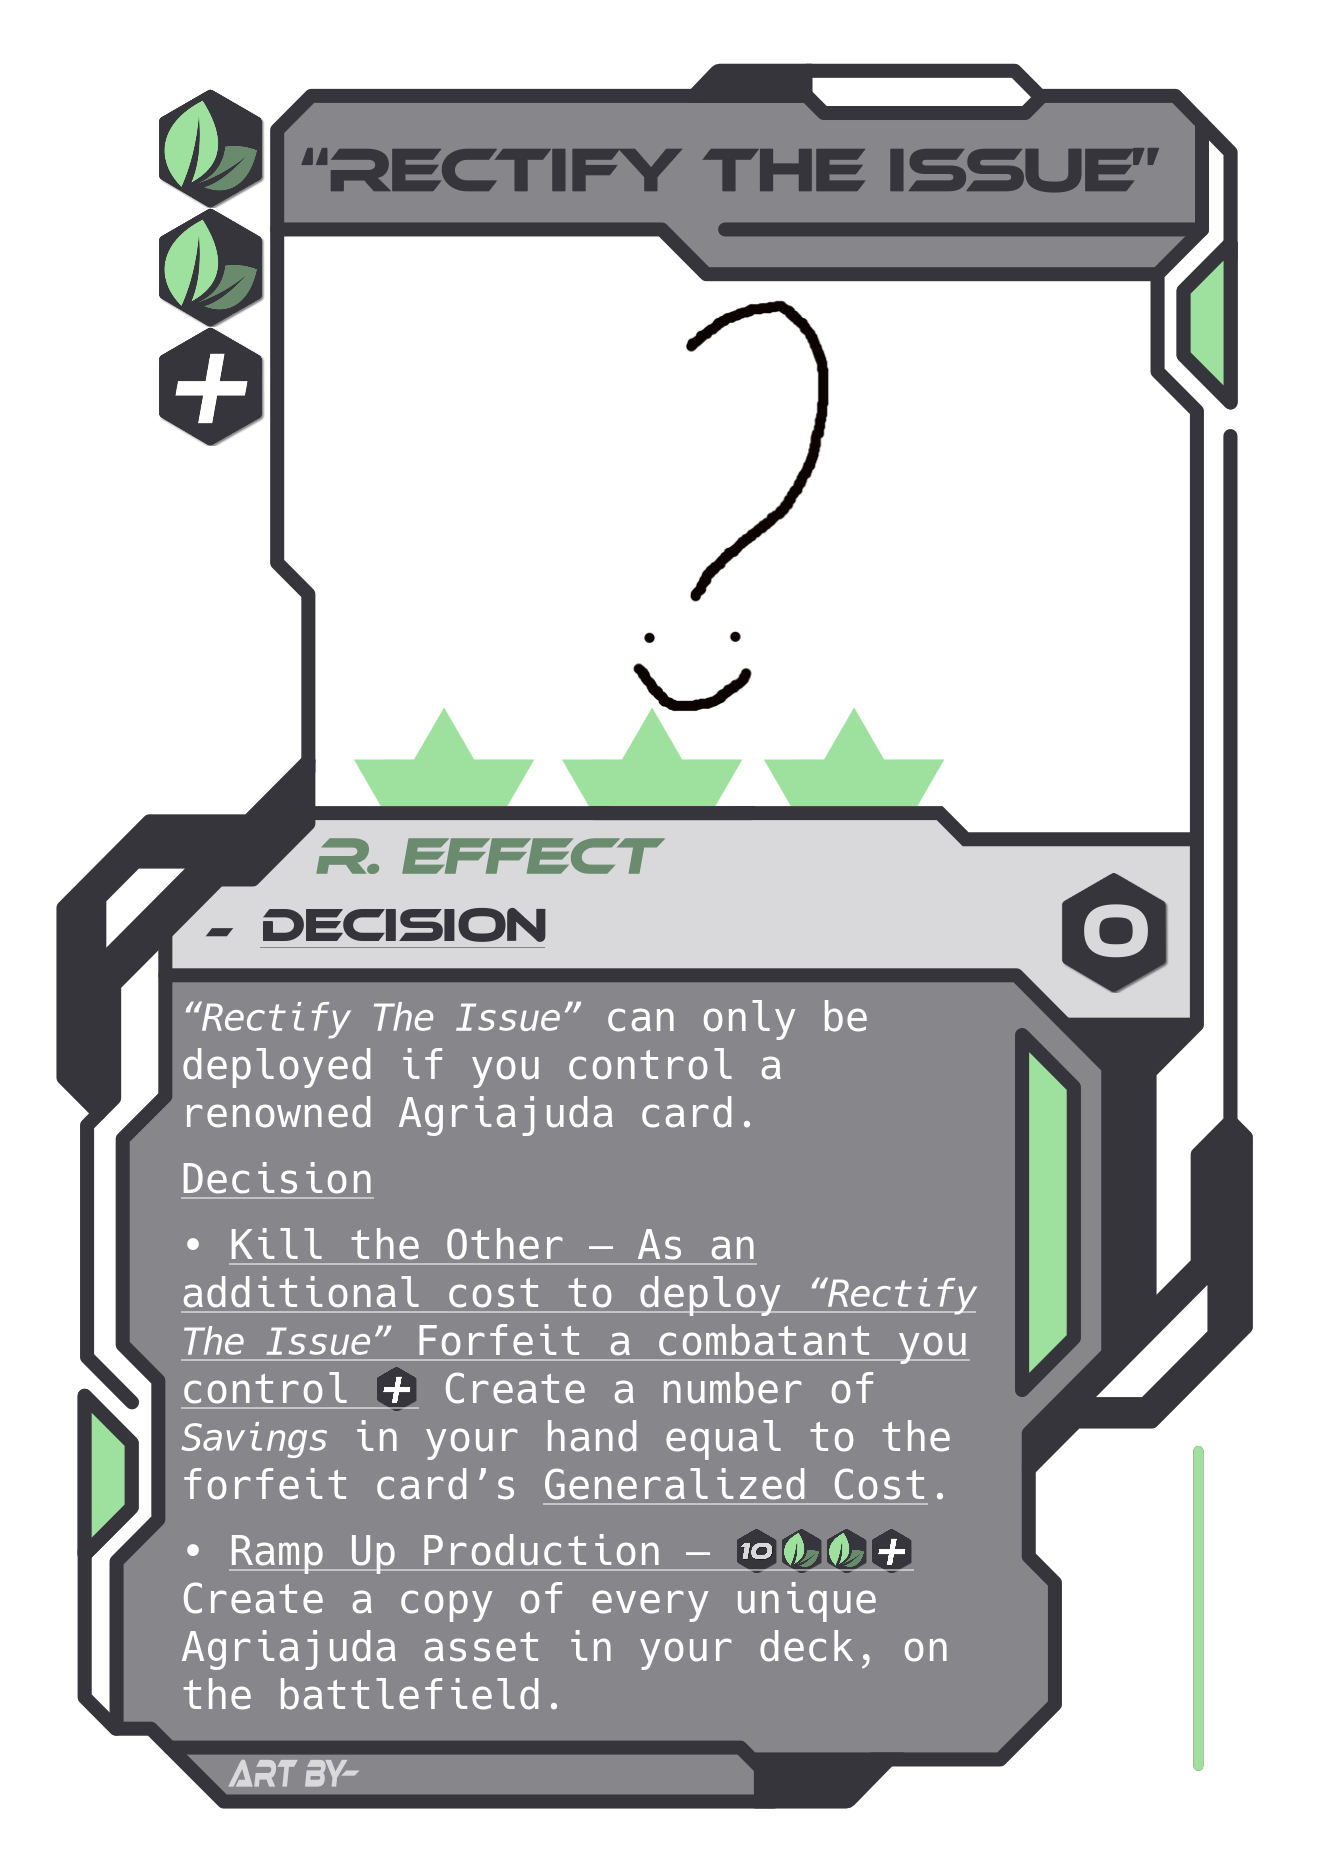 “RECTIFY THE ISSUE”
R. EFFECT
- DECISION
0
“Rectify The Issue” can only be
deployed if you control a
renowned Agriajuda card.
Decision
• Kill the Other – As an
additional cost to deploy “Rectify
The Issue” Forfeit a combatant you
control + Create a number of
Savings in your hand equal to the
forfeit card’s Generalized Cost.
• Ramp Up Production – 10 +
Create a copy of every unique
Agriajuda asset in your deck, on
the battlefield.
ART BY-